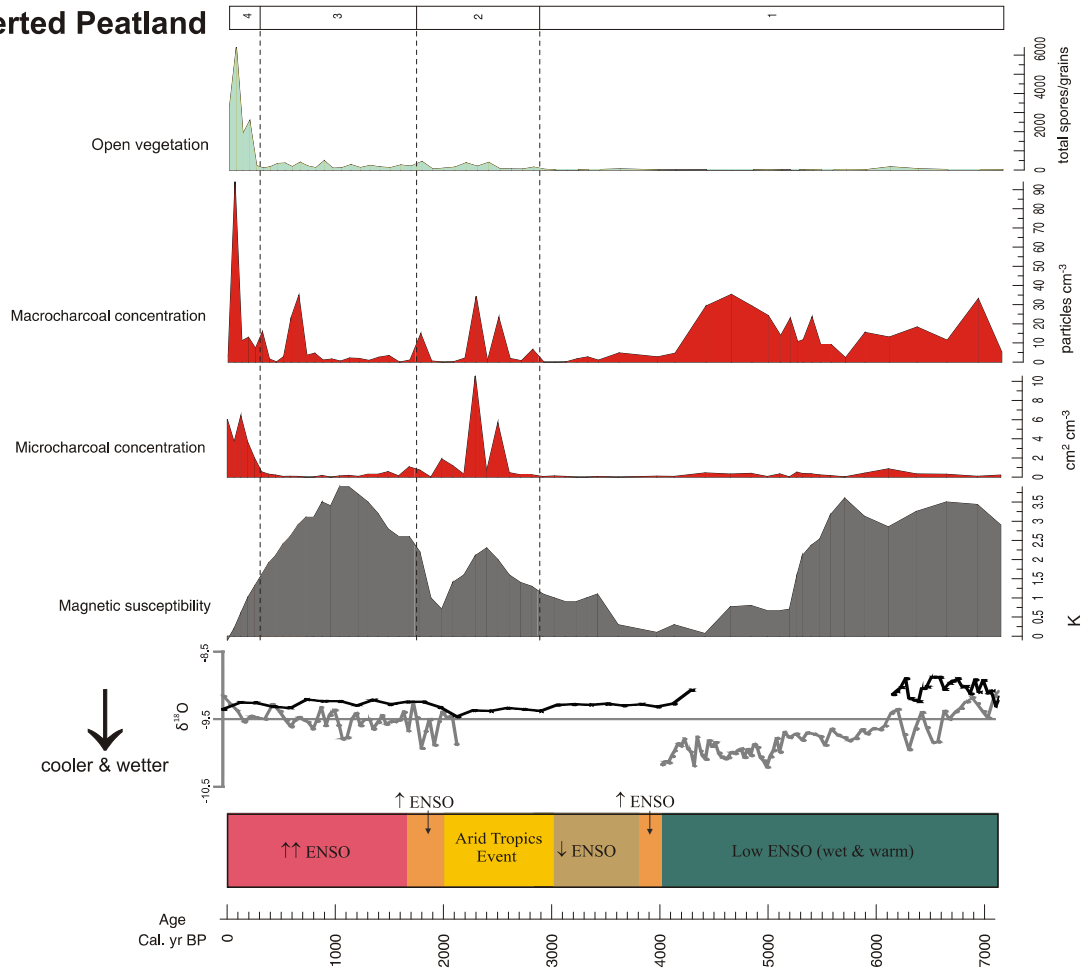 erted Peatland
4
3
2
1
Open vegetation
0
2000
4000
6000
total spores/grains
Macrocharcoal concentration
0
10
20
30
40
50
60
70
80
90
particles cm⁻³
Microcharcoal concentration
0
2
4
6
8
10
cm² cm⁻³
Magnetic susceptibility
0
0.5
1
1.5
2
2.5
3
3.5
K
-8.5
-9.5
-10.5
δ¹⁸O
cooler & wetter
↑ ENSO
↑ ENSO
↑↑ ENSO
Arid Tropics
Event
↓ ENSO
Low ENSO (wet & warm)
Age
Cal. yr BP
0
1000
2000
3000
4000
5000
6000
7000